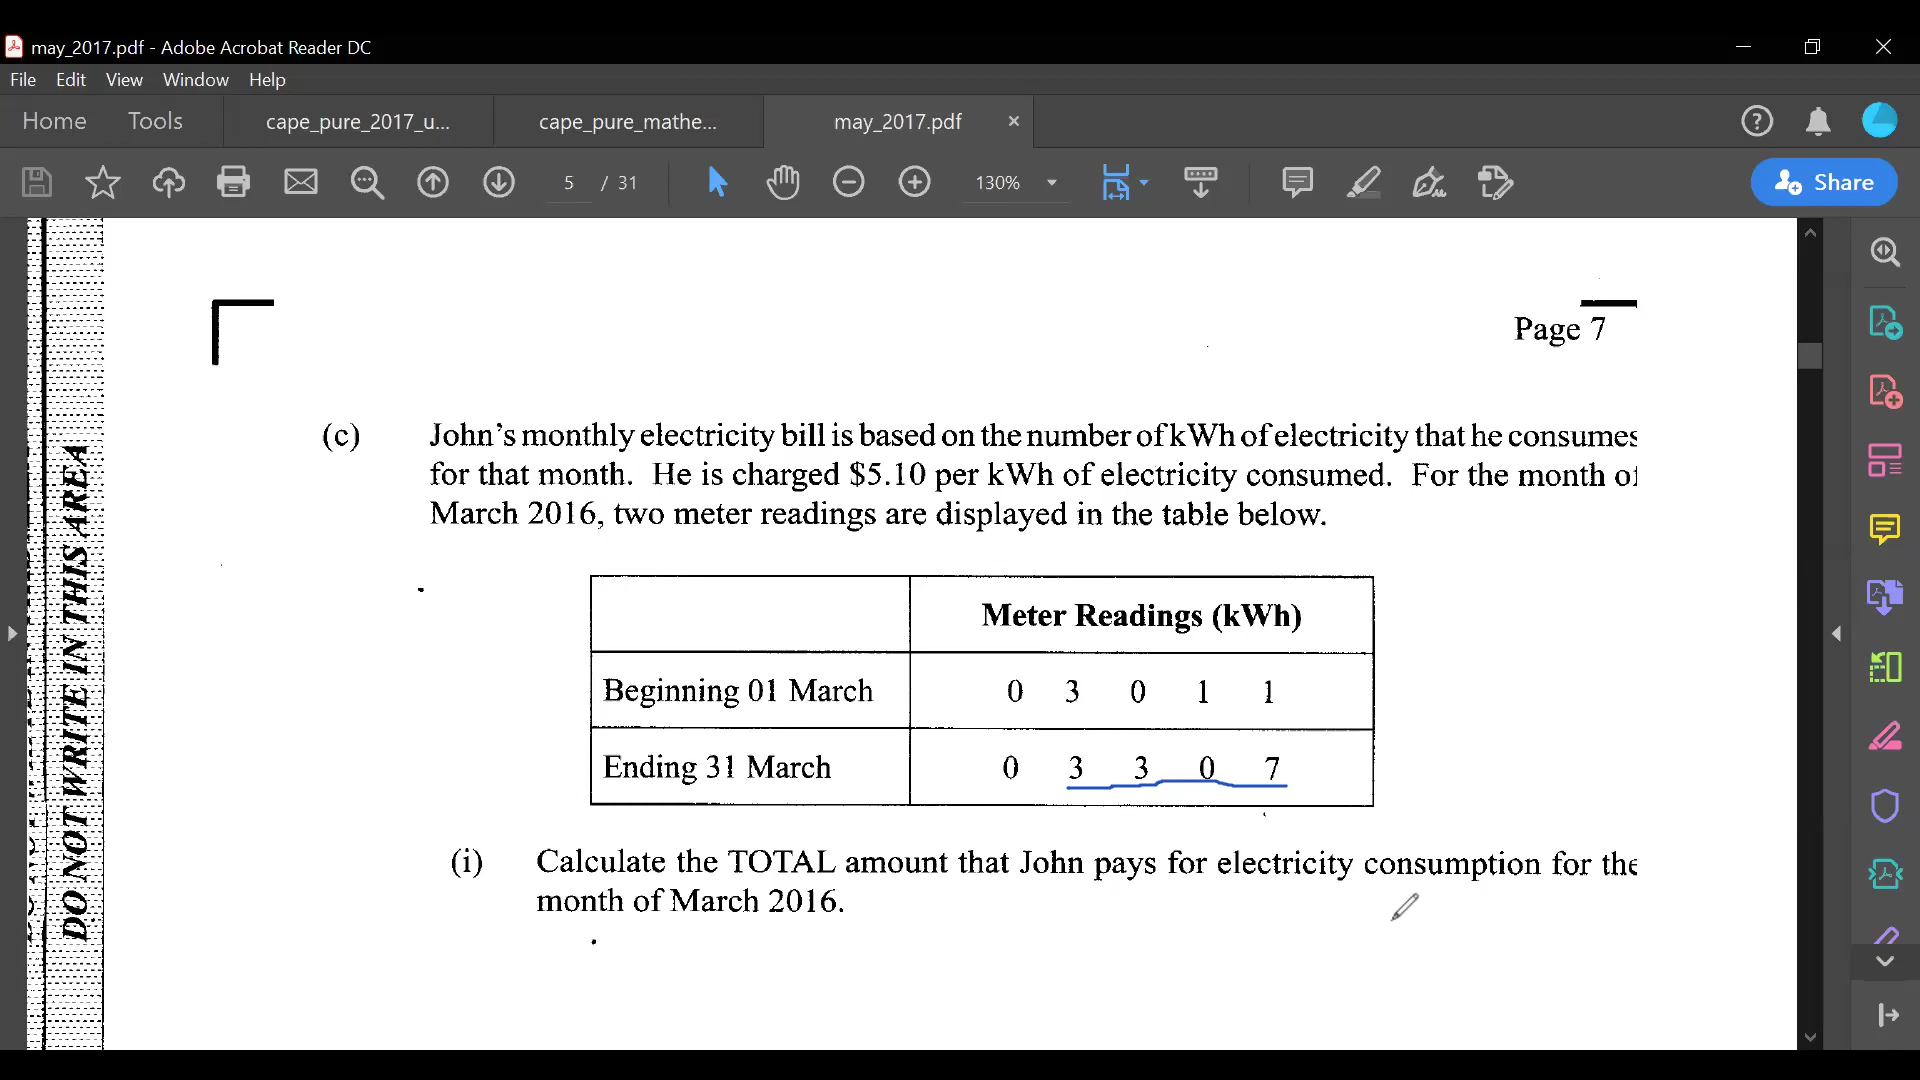 may_2017.pdf - Adobe Acrobat Reader DC
File Edit View Window Help
Home Tools cape_pure_2017_u... cape_pure_mathe... may_2017.pdf ×
5 / 31 130% Share
Page 7
(c) John's monthly electricity bill is based on the number of kWh of electricity that he consumes
for that month. He is charged $5.10 per kWh of electricity consumed. For the month of
March 2016, two meter readings are displayed in the table below.
Meter Readings (kWh)
Beginning 01 March 0 3 0 1 1
Ending 31 March 0 3 3 0 7
(i) Calculate the TOTAL amount that John pays for electricity consumption for the
month of March 2016.
DO NOT WRITE IN THIS AREA